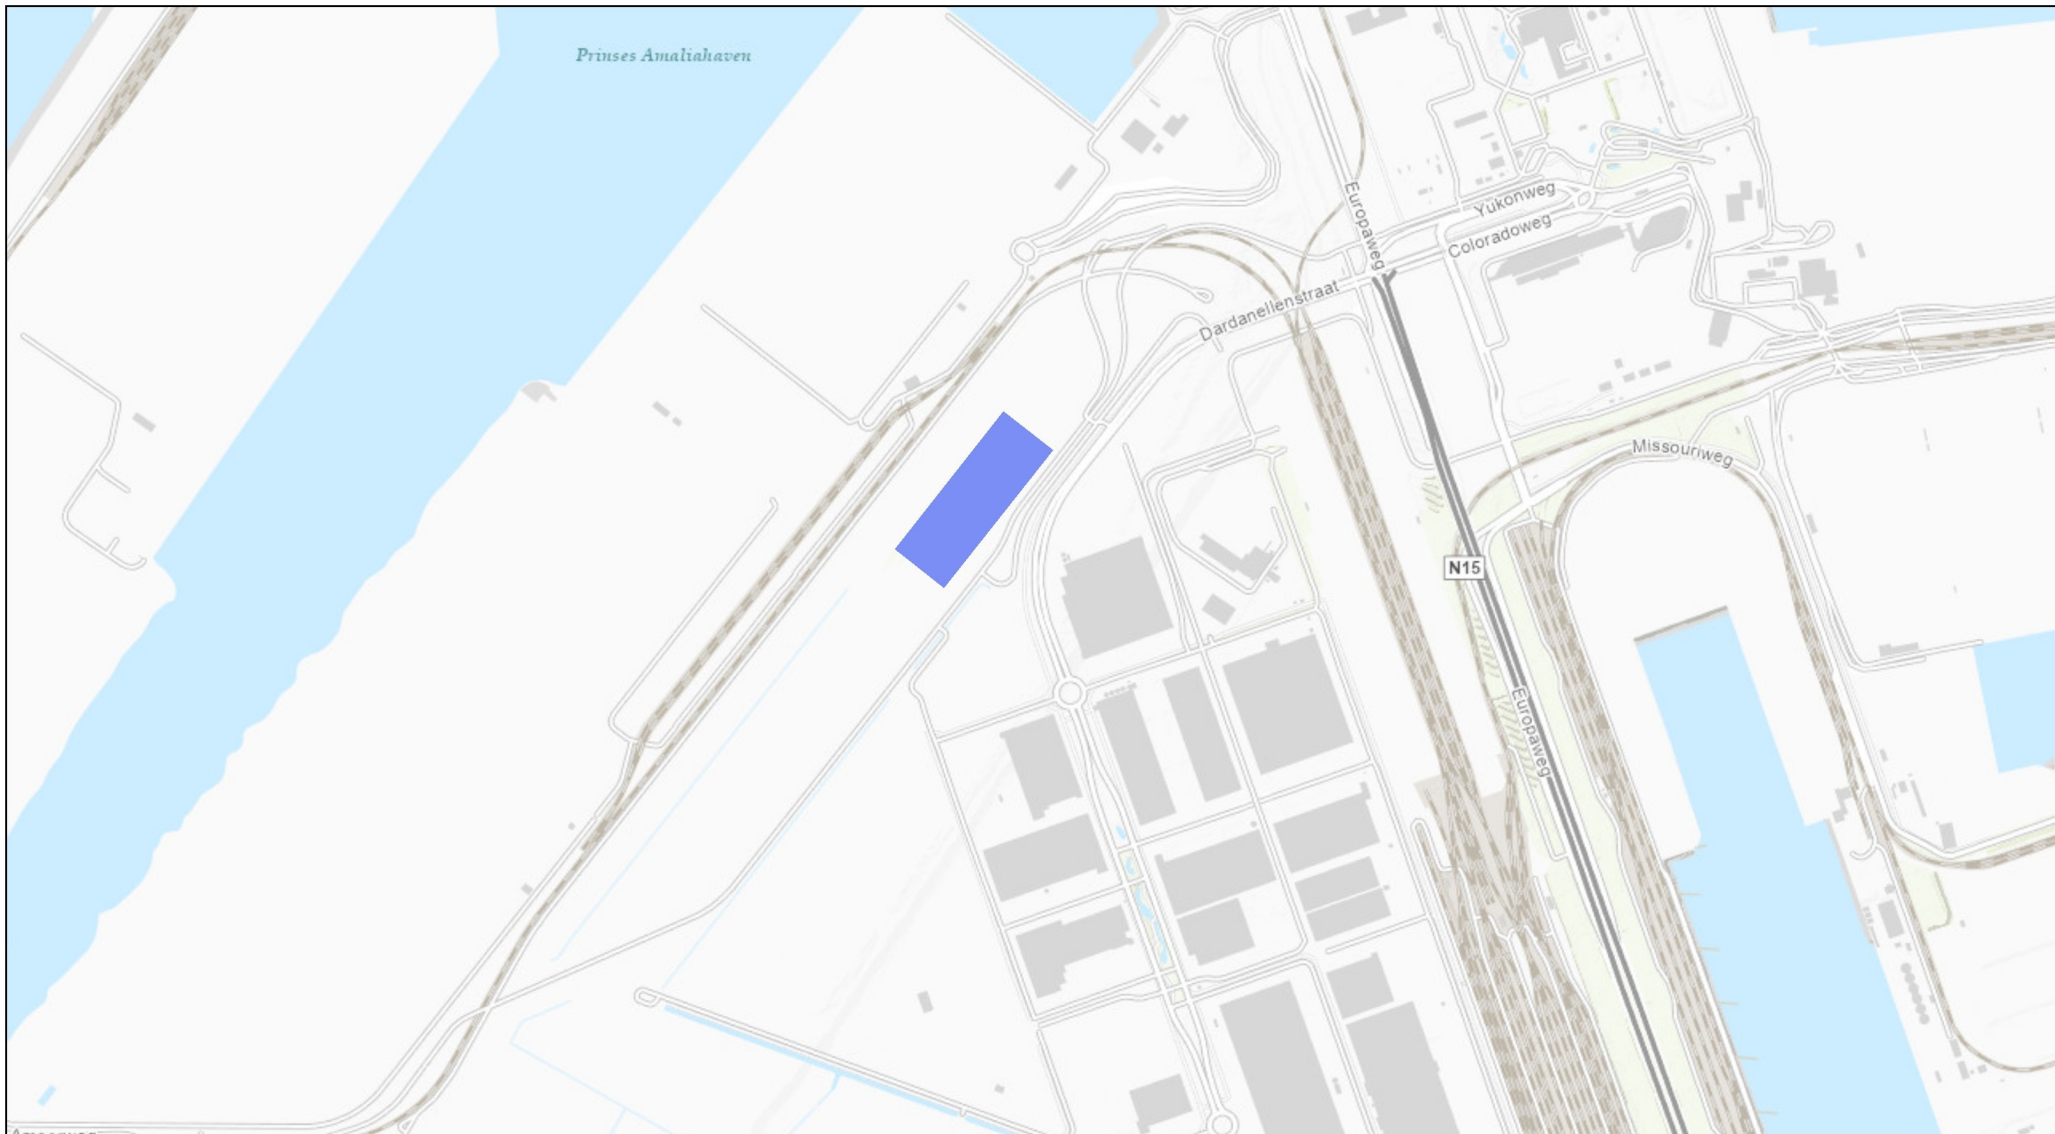 Prinses Amaliahaven
Europaweg
Yukonweg
Coloradoweg
Dardanellenstraat
Missouriweg
N15
Europaweg